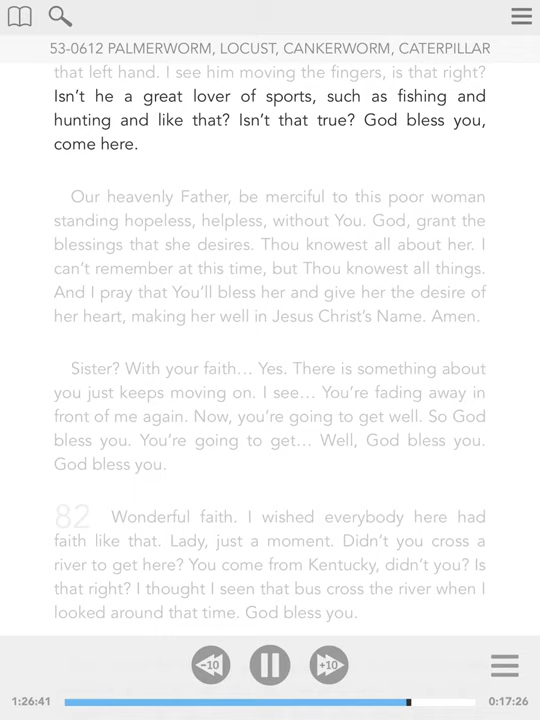 53-0612 PALMERWORM, LOCUST, CANKERWORM, CATERPILLAR
that left hand. I see him moving the fingers, is that right?
Isn’t he a great lover of sports, such as fishing and
hunting and like that? Isn’t that true? God bless you,
come here.
Our heavenly Father, be merciful to this poor woman
standing hopeless, helpless, without You. God, grant the
blessings that she desires. Thou knowest all about her. I
can’t remember at this time, but Thou knowest all things.
And I pray that You’ll bless her and give her the desire of
her heart, making her well in Jesus Christ’s Name. Amen.
Sister? With your faith… Yes. There is something about
you just keeps moving on. I see… You’re fading away in
front of me again. Now, you’re going to get well. So God
bless you. You’re going to get… Well, God bless you.
God bless you.
82 Wonderful faith. I wished everybody here had
faith like that. Lady, just a moment. Didn’t you cross a
river to get here? You come from Kentucky, didn’t you? Is
that right? I thought I seen that bus cross the river when I
looked around that time. God bless you.
-10 +10
1:26:41 0:17:26